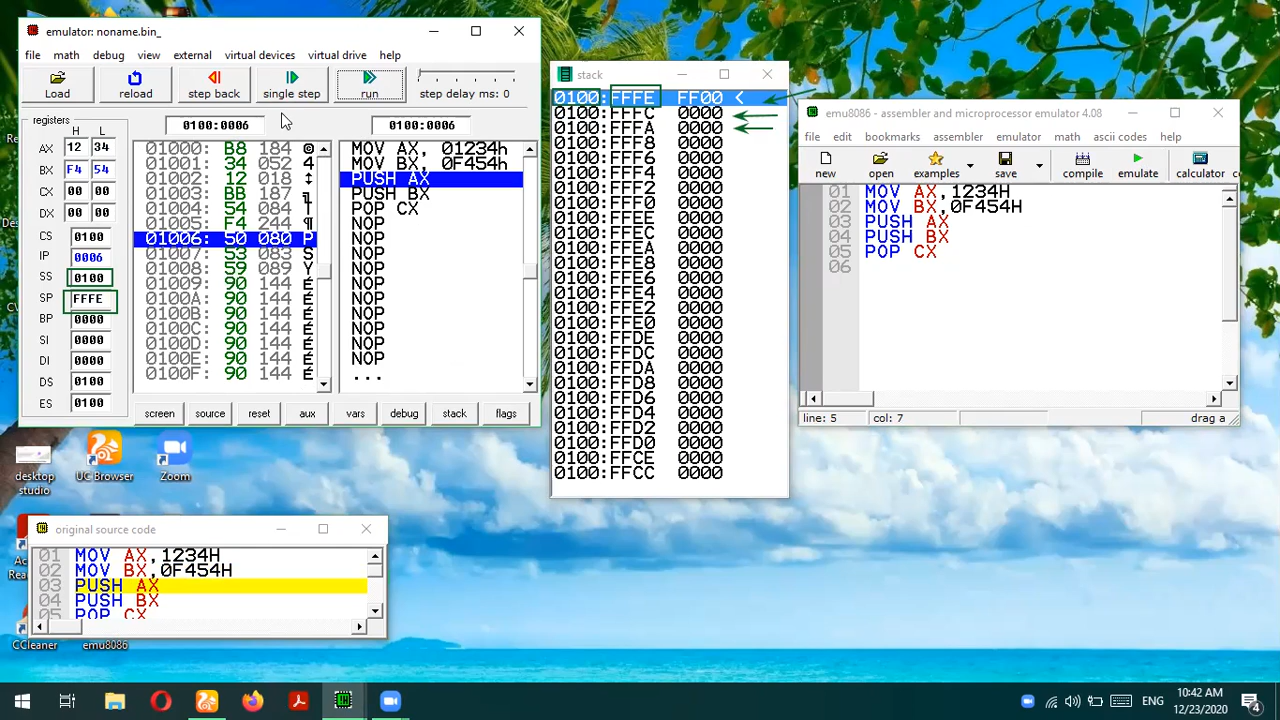 emulator: noname.bin_
file math debug view external virtual devices virtual drive help
Load reload step back single step run step delay ms: 0
registers
H L
AX 12 34
BX F4 54
CX 00 00
DX 00 00
CS 0100
IP 0006
SS 0100
SP FFFE
BP 0000
SI 0000
DI 0000
DS 0100
ES 0100
0100:0006 0100:0006
01000: B8 184
01001: 34 052 4
01002: 12 018 ↕
01003: BB 187 ╗
01004: 54 084 T
01005: F4 244 ¶
01006: 50 080 P
01007: 53 083 S
01008: 59 089 Y
01009: 90 144 É
0100A: 90 144 É
0100B: 90 144 É
0100C: 90 144 É
0100D: 90 144 É
0100E: 90 144 É
0100F: 90 144 É
MOV AX, 01234h
MOV BX, 0F454h
PUSH AX
PUSH BX
POP CX
NOP
NOP
NOP
NOP
NOP
NOP
NOP
NOP
NOP
NOP
...
screen source reset aux vars debug stack flags
stack
0100:FFFE FF00 <
0100:FFFC 0000
0100:FFFA 0000
0100:FFF8 0000
0100:FFF6 0000
0100:FFF4 0000
0100:FFF2 0000
0100:FFF0 0000
0100:FFEE 0000
0100:FFEC 0000
0100:FFEA 0000
0100:FFE8 0000
0100:FFE6 0000
0100:FFE4 0000
0100:FFE2 0000
0100:FFE0 0000
0100:FFDE 0000
0100:FFDC 0000
0100:FFDA 0000
0100:FFD8 0000
0100:FFD6 0000
0100:FFD4 0000
0100:FFD2 0000
0100:FFD0 0000
0100:FFCE 0000
0100:FFCC 0000
emu8086 - assembler and microprocessor emulator 4.08
file edit bookmarks assembler emulator math ascii codes help
new open examples save compile emulate calculator
01 MOV AX,1234H
02 MOV BX,0F454H
03 PUSH AX
04 PUSH BX
05 POP CX
06
line: 5 col: 7 drag a
desktop studio
UC Browser
Zoom
original source code
01 MOV AX,1234H
02 MOV BX,0F454H
03 PUSH AX
04 PUSH BX
05 POP CX
CCleaner
emu8086
ENG
10:42 AM
12/23/2020
4